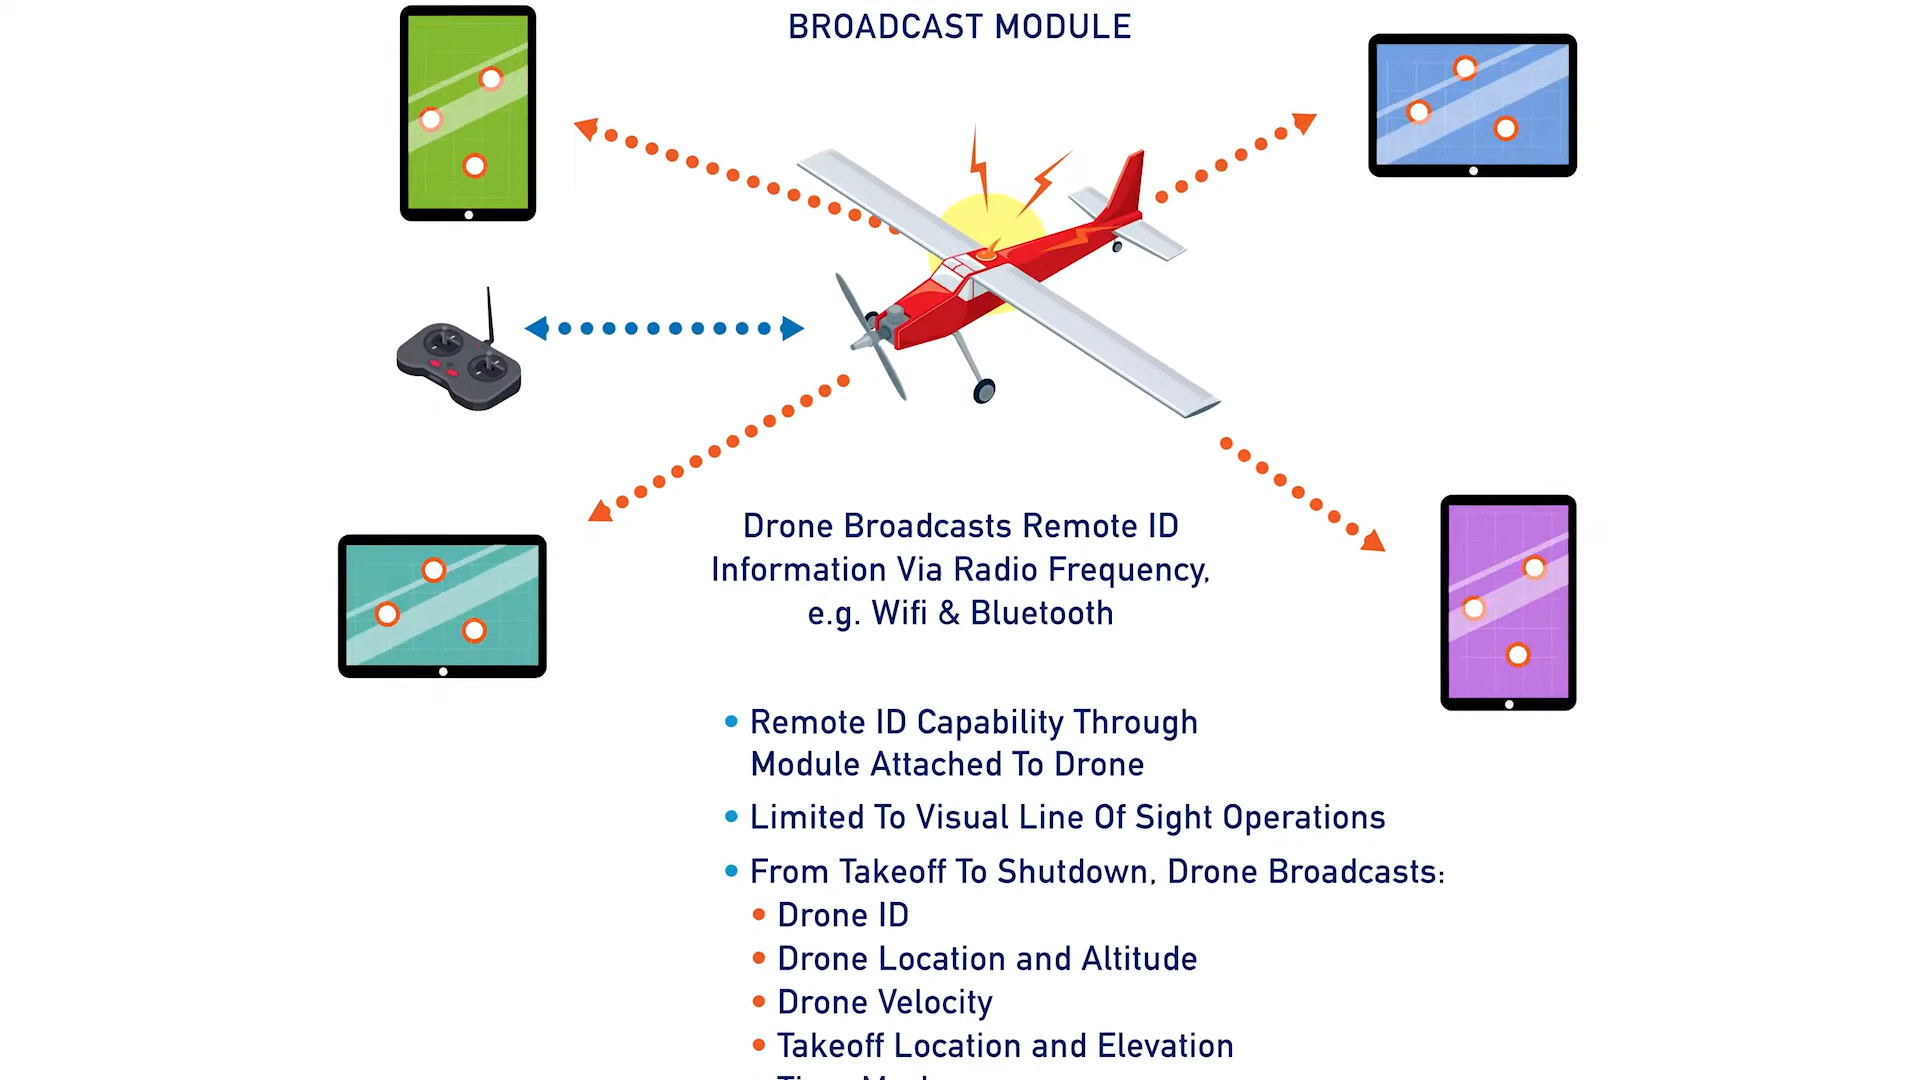 BROADCAST MODULE
Drone Broadcasts Remote ID
Information Via Radio Frequency,
e.g. Wifi & Bluetooth
• Remote ID Capability Through
Module Attached To Drone
• Limited To Visual Line Of Sight Operations
• From Takeoff To Shutdown, Drone Broadcasts:
• Drone ID
• Drone Location and Altitude
• Drone Velocity
• Takeoff Location and Elevation